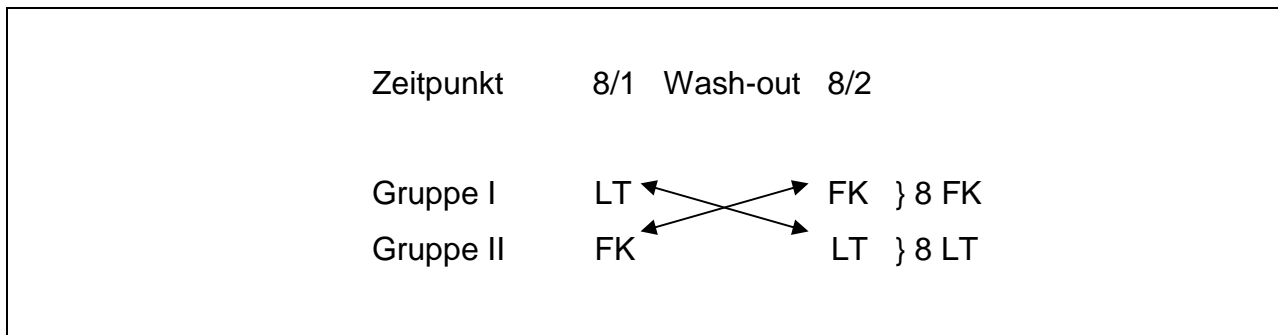 Zeitpunkt 8/1 Wash-out 8/2
Gruppe I LT FK } 8 FK
Gruppe II FK LT } 8 LT